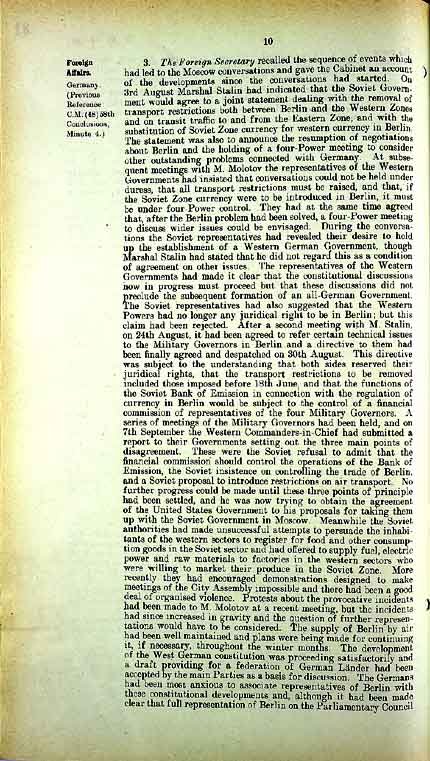 10
Foreign
Affairs.
Germany.
(Previous
Reference
C.M. (48) 59th
Conclusions,
Minute 4.)
3. The Foreign Secretary recalled the sequence of events which
had led to the Moscow conversations and gave the Cabinet an account
of the developments since the conversations had started. On
3rd August Marshal Stalin had indicated that the Soviet Govern-
ment would agree to a joint statement dealing with the removal of
transport restrictions both between Berlin and the Western Zones
and on transit traffic to and from the Eastern Zone, and with the
substitution of Soviet Zone currency for western currency in Berlin.
The statement was also to announce the resumption of negotiations
about Berlin and the holding of a four-Power meeting to consider
other outstanding problems connected with Germany. At subse-
quent meetings with M. Molotov the representatives of the Western
Governments had insisted that conversations could not be held under
duress, that all transport restrictions must be raised, and that, if
the Soviet Zone currency were to be introduced in Berlin, it must
be under four-Power control. They had at the same time agreed
that, after the Berlin problem had been solved, a four-Power meeting
to discuss wider issues could be envisaged. During the conversa-
tions the Soviet representatives had revealed their desire to hold
up the establishment of a Western German Government, though
Marshal Stalin had stated that he did not regard this as a condition
of agreement on other issues. The representatives of the Western
Governments had made it clear that the constitutional discussions
now in progress must proceed but that these discussions did not
preclude the subsequent formation of an all-German Government.
The Soviet representatives had also suggested that the Western
Powers had no longer any juridical right to be in Berlin; but this
claim had been rejected. After a second meeting with M. Stalin,
on 24th August, it had been agreed to refer certain technical issues
to the Military Governors in Berlin and a directive to them had
been finally agreed and despatched on 30th August. This directive
was subject to the understanding that both sides reserved their
juridical rights, that the transport restrictions to be removed
included those imposed before 18th June, and that the functions of
the Soviet Bank of Emission in connection with the regulation of
currency in Berlin would be subject to the control of a financial
commission of representatives of the four Military Governors. A
series of meetings of the Military Governors had been held, and on
7th September the Western Commanders-in-Chief had submitted a
report to their Governments setting out the three main points of
disagreement. These were the Soviet refusal to admit that the
financial commission should control the operations of the Bank of
Emission, the Soviet insistence on controlling the trade of Berlin,
and a Soviet proposal to introduce restrictions on air transport. No
further progress could be made until these three points of principle
had been settled, and he was now trying to obtain the agreement
of the United States Government to his proposals for taking them
up with the Soviet Government in Moscow. Meanwhile the Soviet
authorities had made unsuccessful attempts to persuade the inhabi-
tants of the western sectors to register for food and other consump-
tion goods in the Soviet sector and had offered to supply fuel, electric
power and raw materials to factories in the western sectors who
were willing to market their produce in the Soviet Zone. More
recently they had encouraged demonstrations designed to make
meetings of the City Assembly impossible and there had been a good
deal of organised violence. Protests about the provocative incidents
had been made to M. Molotov at a recent meeting, but the incidents
had since increased in gravity and the question of further represen-
tations would have to be considered. The supply of Berlin by air
had been well maintained and plans were being made for continuing
it, if necessary, throughout the winter months. The development
of the West German constitution was proceeding satisfactorily and
a draft providing for a federation of German Länder had been
accepted by the main Parties as a basis for discussion. The Germans
had been most anxious to associate representatives of Berlin with
these constitutional developments and, although it had been made
clear that full representation of Berlin on the Parliamentary Council